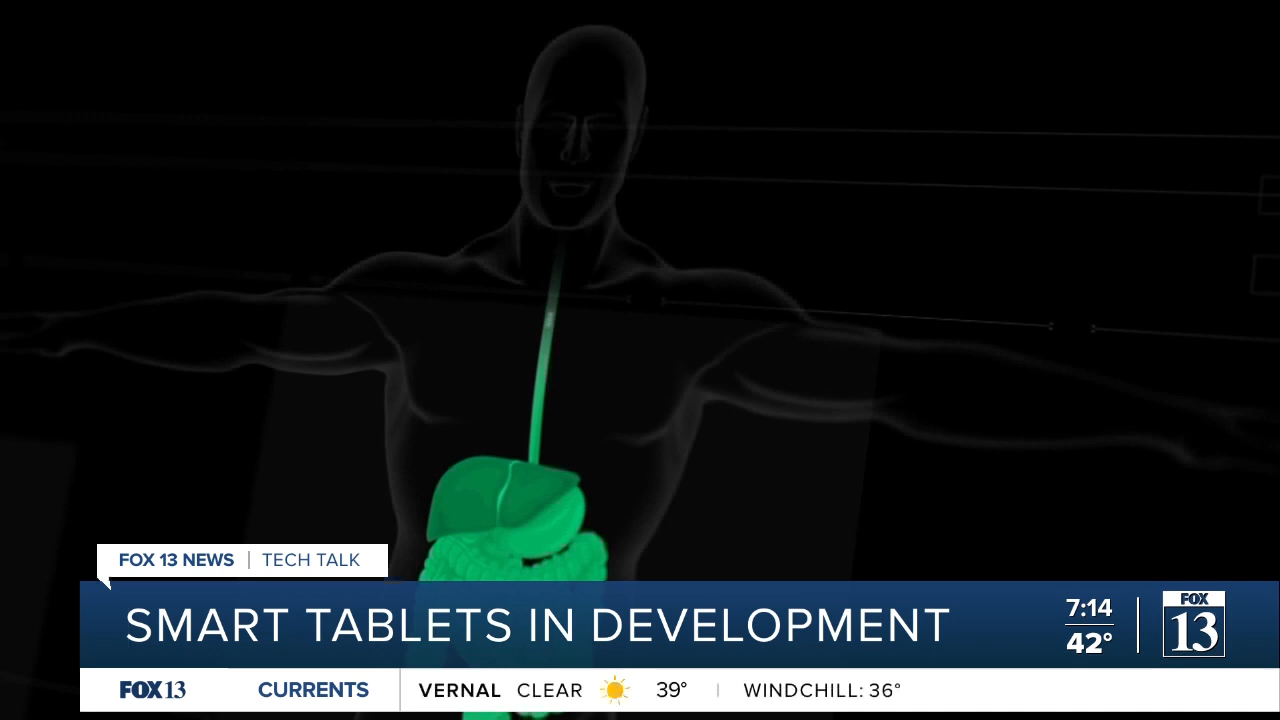 FOX 13 NEWS | TECH TALK
SMART TABLETS IN DEVELOPMENT
7:14
42°
FOX
13
FOX 13 CURRENTS VERNAL CLEAR 39° | WINDCHILL: 36°